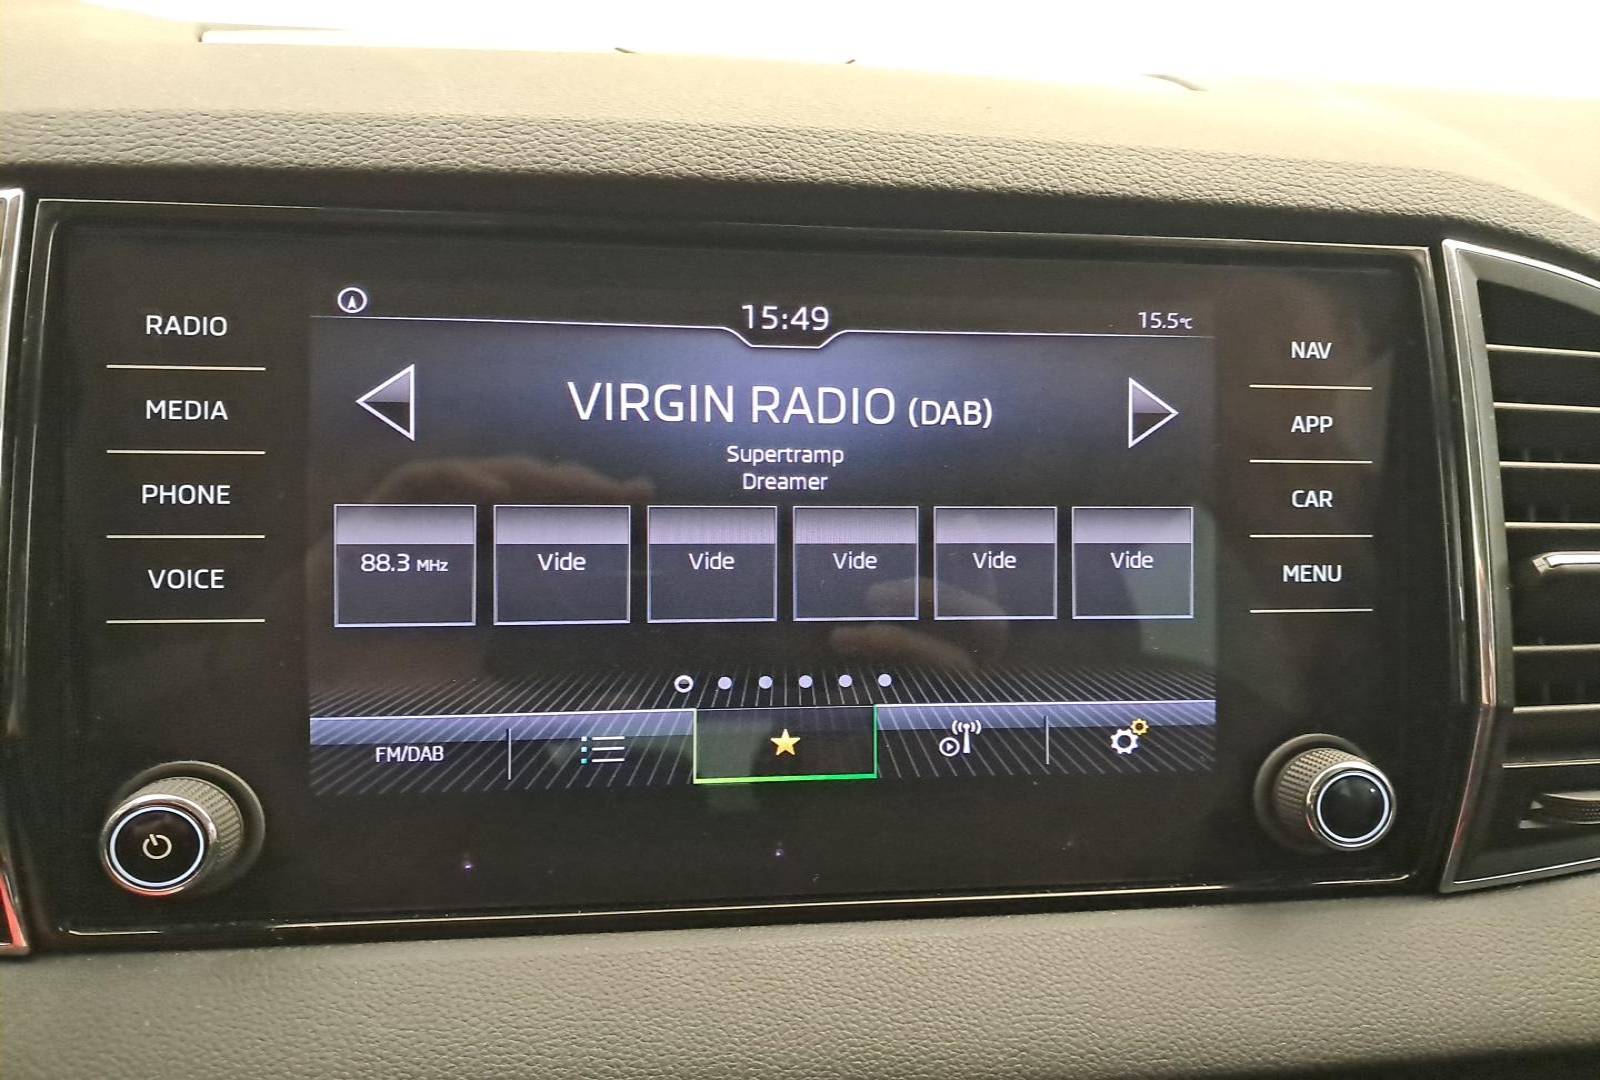 15:49
15.5°C
RADIO
MEDIA
PHONE
VOICE
VIRGIN RADIO (DAB)
Supertramp
Dreamer
88.3 MHz
Vide
Vide
Vide
Vide
Vide
FM/DAB
NAV
APP
CAR
MENU